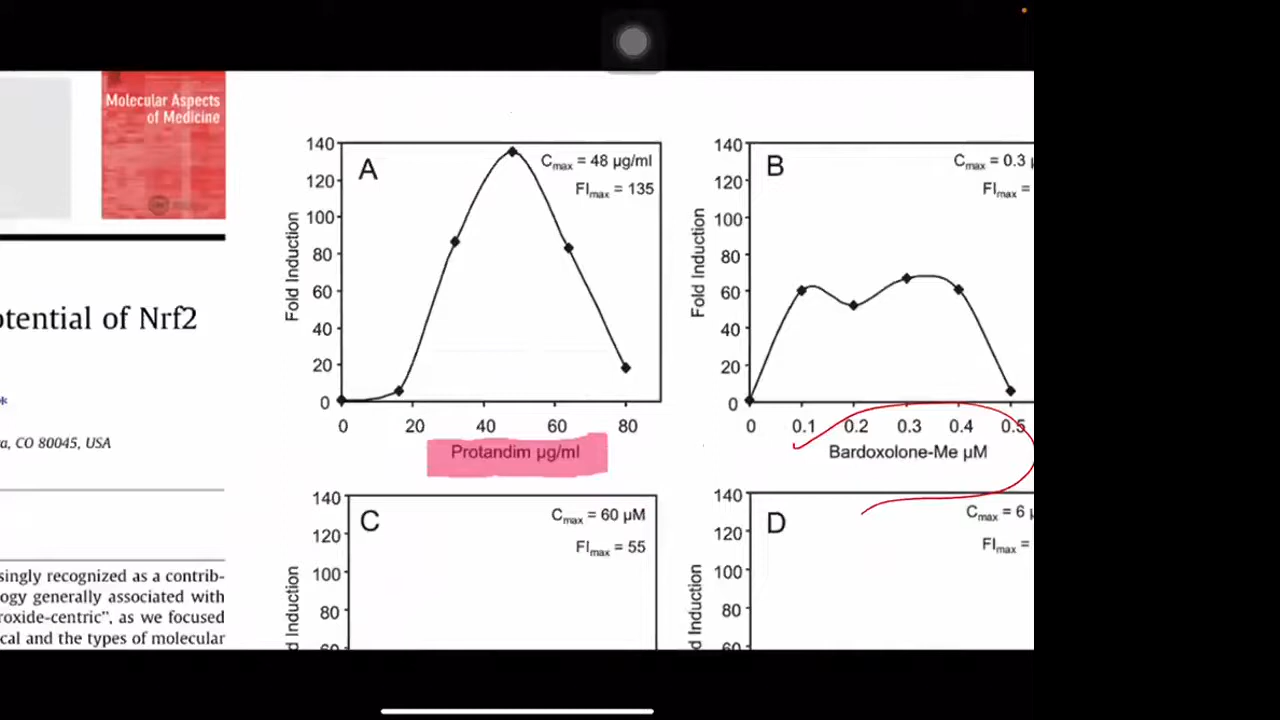 Molecular Aspects
of Medicine
otential of Nrf2
*
a, CO 80045, USA
singly recognized as a contrib-
ogy generally associated with
roxide-centric", as we focused
cal and the types of molecular
A
Cmax = 48 µg/ml
FImax = 135
140
120
100
80
60
40
20
0
Fold Induction
0 20 40 60 80
Protandim µg/ml
B
Cmax = 0.3
FImax =
140
120
100
80
60
40
20
0
Fold Induction
0 0.1 0.2 0.3 0.4 0.5
Bardoxolone-Me µM
C
Cmax = 60 µM
FImax = 55
140
120
100
80
60
d Induction
D
Cmax = 6
FImax =
140
120
100
80
60
d Induction